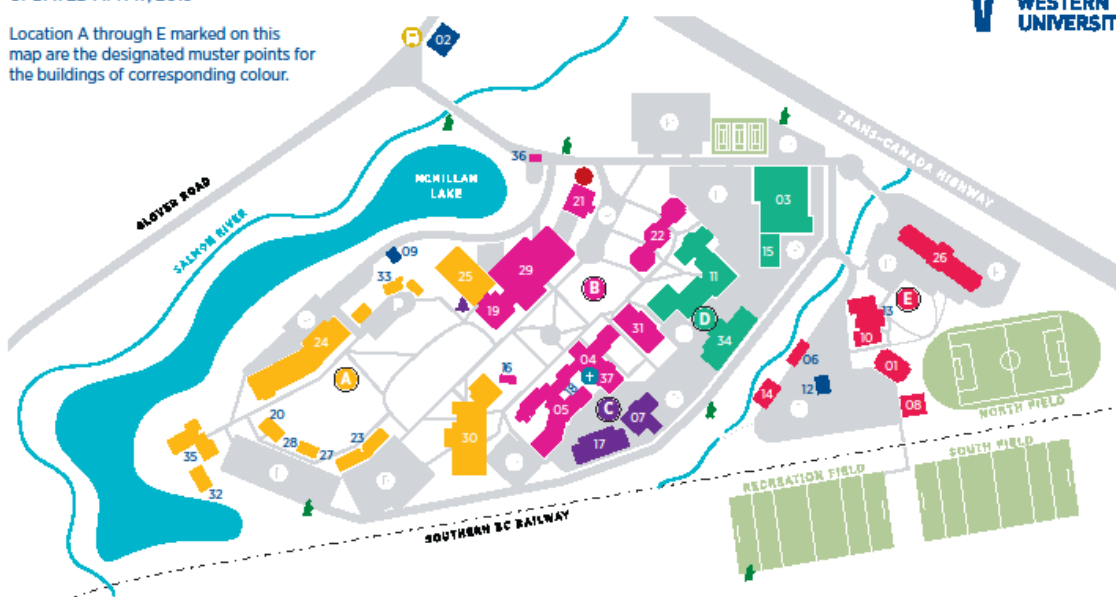 WESTERN
UNIVERSIT
Location A through E marked on this
map are the designated muster points for
the buildings of corresponding colour.
02
TRANS-CANADA HIGHWAY
36
MCMILLAN
LAKE
GLOVER ROAD
SALMON RIVER
21
03
22
15
26
09
33
25
29
11
19
B
E
13
10
31
D
34
24
04
16
37
18
06
01
12
A
14
05
C
07
08
20
28
27
23
30
17
35
32
NORTH FIELD
SOUTH FIELD
RECREATION FIELD
SOUTHERN BC RAILWAY